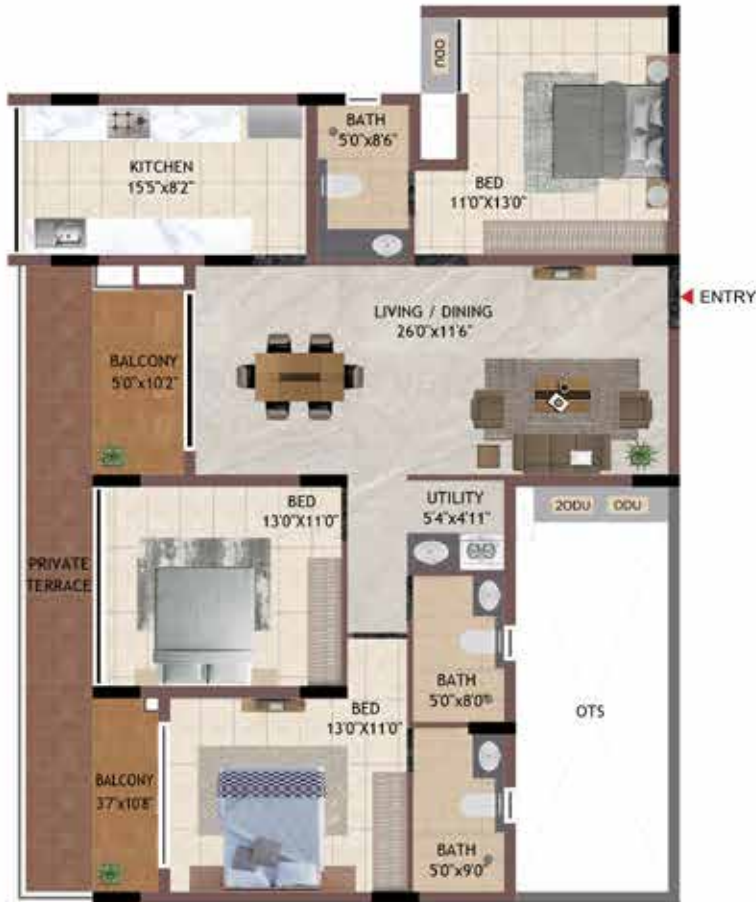 ODU
BATH
5'0"x8'6"
KITCHEN
15'5"x8'2"
BED
11'0"X13'0"
ENTRY
LIVING / DINING
26'0"x11'6"
BALCONY
5'0"x10'2"
BED
13'0"X11'0"
UTILITY
5'4"x4'11"
2ODU
ODU
PRIVATE
TERRACE
BATH
5'0"x8'0"
BED
13'0"X11'0"
OTS
BALCONY
3'7"x10'8"
BATH
5'0"x9'0"